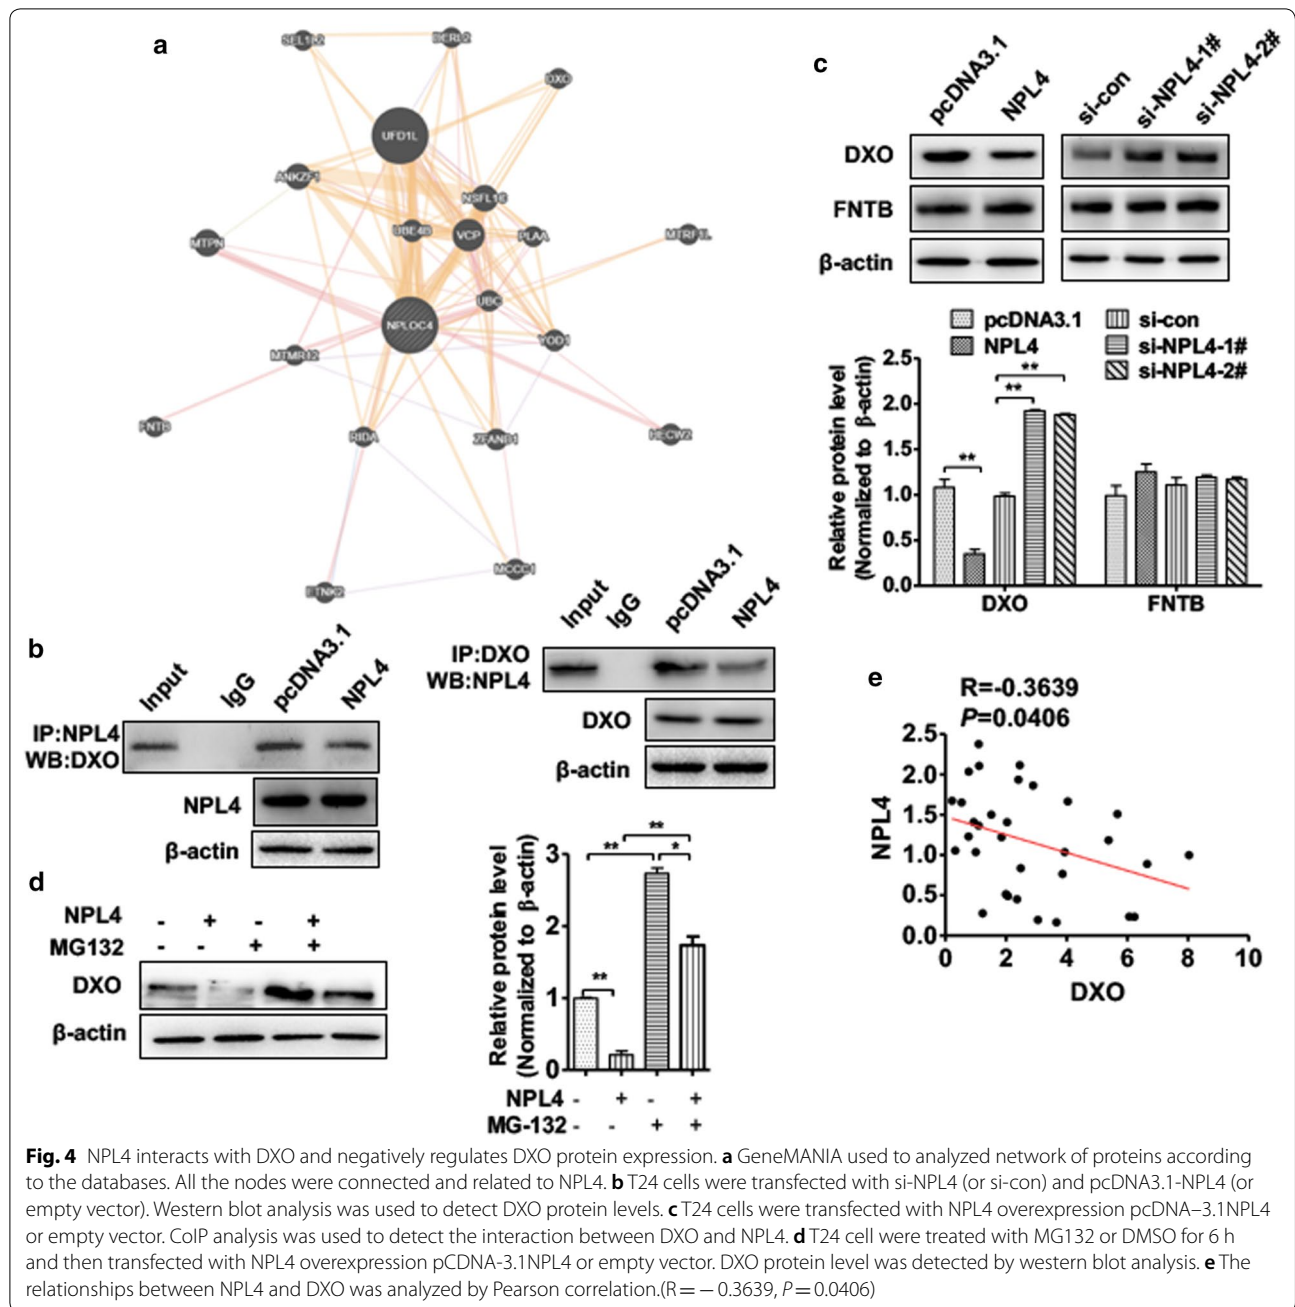 a
SEL1L2
DERL2
DXO
UFD1L
ANKZF1
NSFL1C
UBE4B
VCP
PLAA
MTPN
MTRF1L
UBC
NPLOC4
YOD1
MTMR12
FNTB
RIDA
ZFAND1
HECW2
MCCC1
ETNK2
b
Input
IgG
pcDNA3.1
NPL4
IP:NPL4
WB:DXO
NPL4
β-actin
Input
IgG
pcDNA3.1
NPL4
IP:DXO
WB:NPL4
DXO
β-actin
c
pcDNA3.1
NPL4
si-con
si-NPL4-1#
si-NPL4-2#
DXO
FNTB
β-actin
pcDNA3.1
NPL4
si-con
si-NPL4-1#
si-NPL4-2#
Relative protein level
(Normalized to β-actin)
2.5
2.0
1.5
1.0
0.5
0.0
**
**
**
DXO FNTB
d
NPL4 - + - +
MG132 - - + +
DXO
β-actin
Relative protein level
(Normalized to β-actin)
3
2
1
0
**
**
**
*
NPL4 - + - +
MG-132 - - + +
e
R=-0.3639
P=0.0406
NPL4
2.5
2.0
1.5
1.0
0.5
0.0
0 2 4 6 8 10
DXO
Fig. 4 NPL4 interacts with DXO and negatively regulates DXO protein expression. a GeneMANIA used to analyzed network of proteins according
to the databases. All the nodes were connected and related to NPL4. b T24 cells were transfected with si-NPL4 (or si-con) and pcDNA3.1-NPL4 (or
empty vector). Western blot analysis was used to detect DXO protein levels. c T24 cells were transfected with NPL4 overexpression pcDNA–3.1NPL4
or empty vector. CoIP analysis was used to detect the interaction between DXO and NPL4. d T24 cell were treated with MG132 or DMSO for 6 h
and then transfected with NPL4 overexpression pCDNA-3.1NPL4 or empty vector. DXO protein level was detected by western blot analysis. e The
relationships between NPL4 and DXO was analyzed by Pearson correlation.(R = − 0.3639, P = 0.0406)